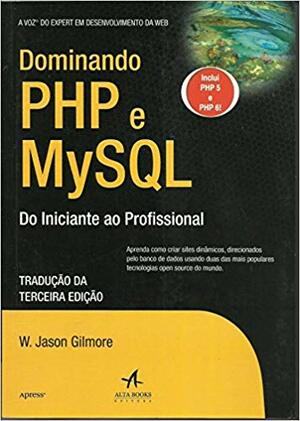 A VOZ® DO EXPERT EM DESENVOLVIMENTO DA WEB
Dominando
PHP e
MySQL
Inclui
PHP 5
e
PHP 6!
Do Iniciante ao Profissional
Aprenda como criar sites dinâmicos, direcionados
pelo banco de dados usando duas das mais populares
tecnologias open source do mundo.
TRADUÇÃO DA
TERCEIRA EDIÇÃO
W. Jason Gilmore
Apress®
ALTA BOOKS
EDITORA